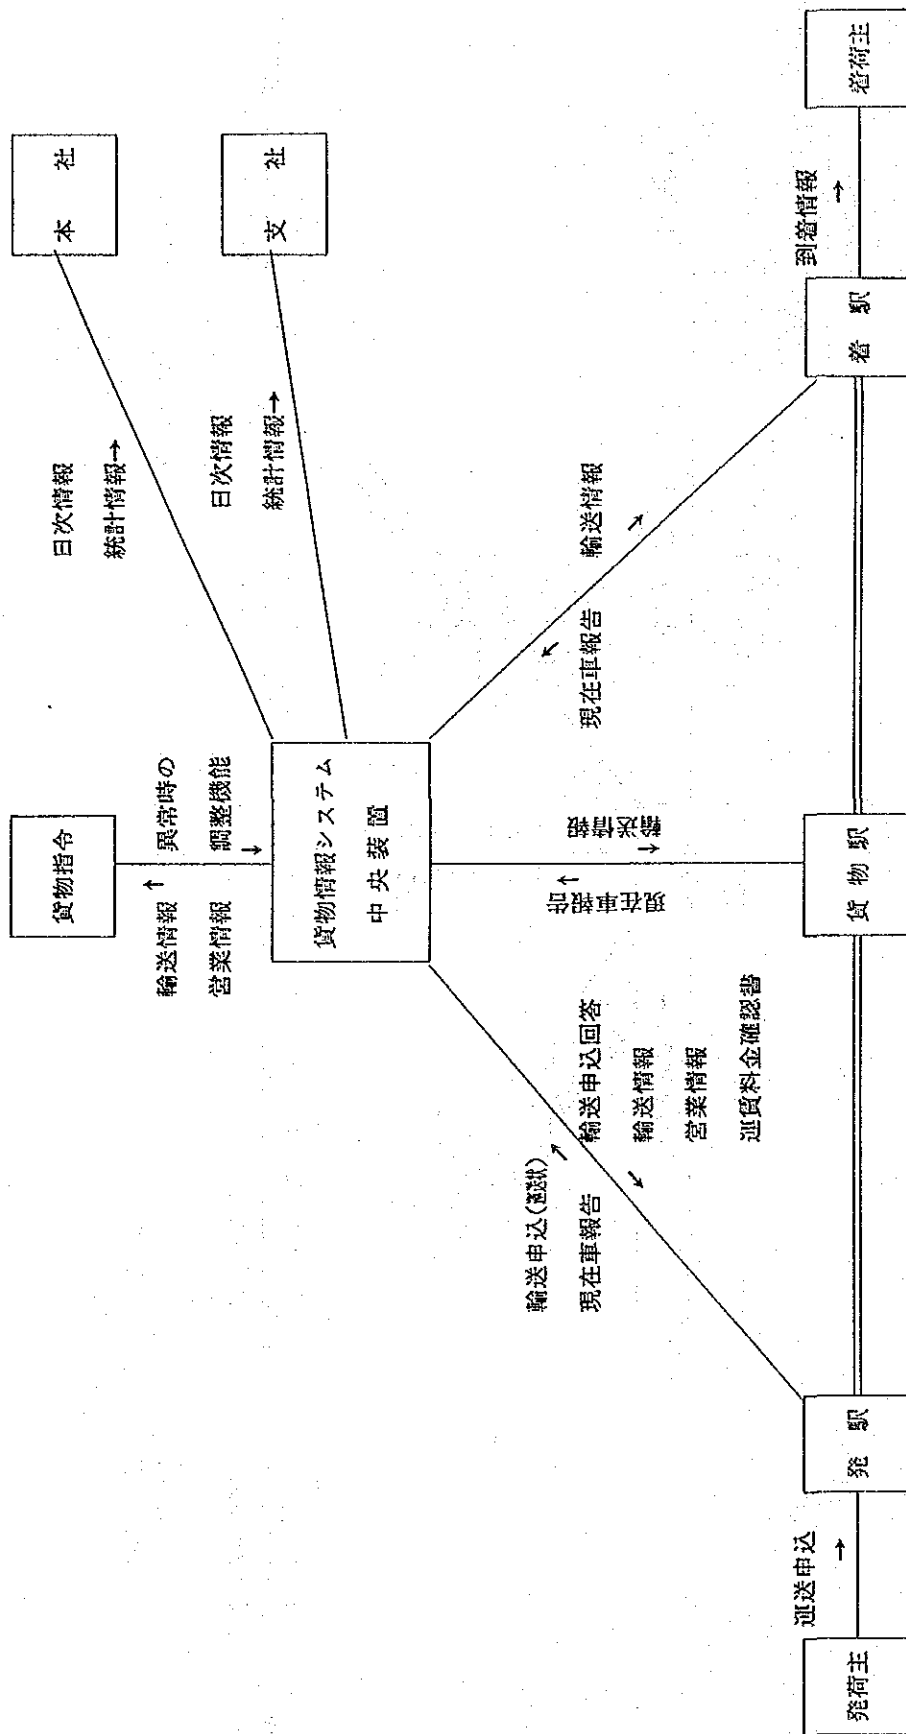 貨物指令
輸送情報
営業情報
異常時の
調整機能
本社
支社
日次情報
統計情報→
日次情報
統計情報→
貨物情報システム
中央装置
輸送申込(運送状)
現在車報告
輸送申込回答
輸送情報
営業情報
運賃料金確認書
現在車報告
輸送情報
現在車報告
輸送情報
発荷主
運送申込
発駅
貨物駅
着駅
到着情報
着荷主